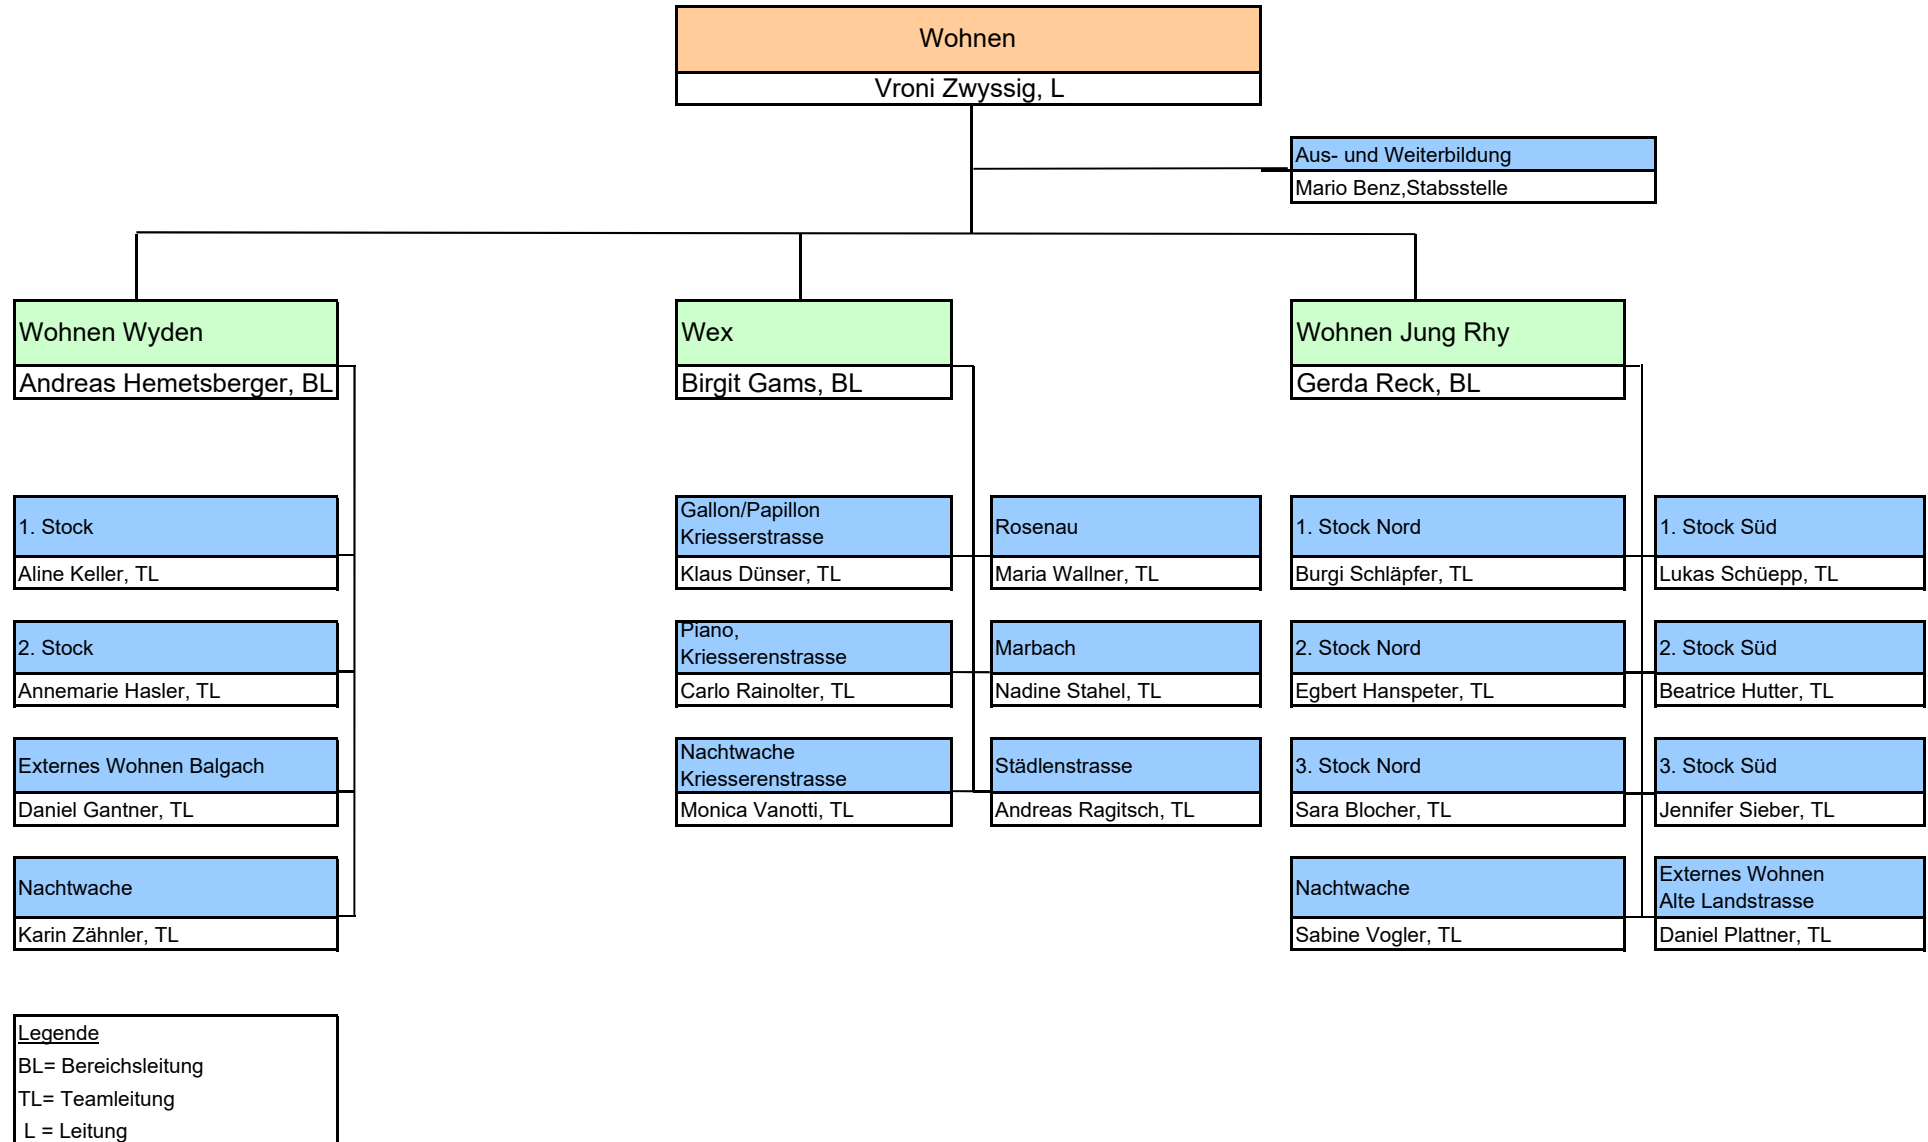 Wohnen
Vroni Zwyssig, L
Aus- und Weiterbildung
Mario Benz,Stabsstelle
Wohnen Wyden
Andreas Hemetsberger, BL
Wex
Birgit Gams, BL
Wohnen Jung Rhy
Gerda Reck, BL
1. Stock
Aline Keller, TL
2. Stock
Annemarie Hasler, TL
Externes Wohnen Balgach
Daniel Gantner, TL
Nachtwache
Karin Zähnler, TL
Gallon/Papillon
Kriesserstrasse
Klaus Dünser, TL
Piano,
Kriesserenstrasse
Carlo Rainolter, TL
Nachtwache
Kriesserenstrasse
Monica Vanotti, TL
Rosenau
Maria Wallner, TL
Marbach
Nadine Stahel, TL
Städlenstrasse
Andreas Ragitsch, TL
1. Stock Nord
Burgi Schläpfer, TL
2. Stock Nord
Egbert Hanspeter, TL
3. Stock Nord
Sara Blocher, TL
Nachtwache
Sabine Vogler, TL
1. Stock Süd
Lukas Schüepp, TL
2. Stock Süd
Beatrice Hutter, TL
3. Stock Süd
Jennifer Sieber, TL
Externes Wohnen
Alte Landstrasse
Daniel Plattner, TL
Legende
BL= Bereichsleitung
TL= Teamleitung
L = Leitung